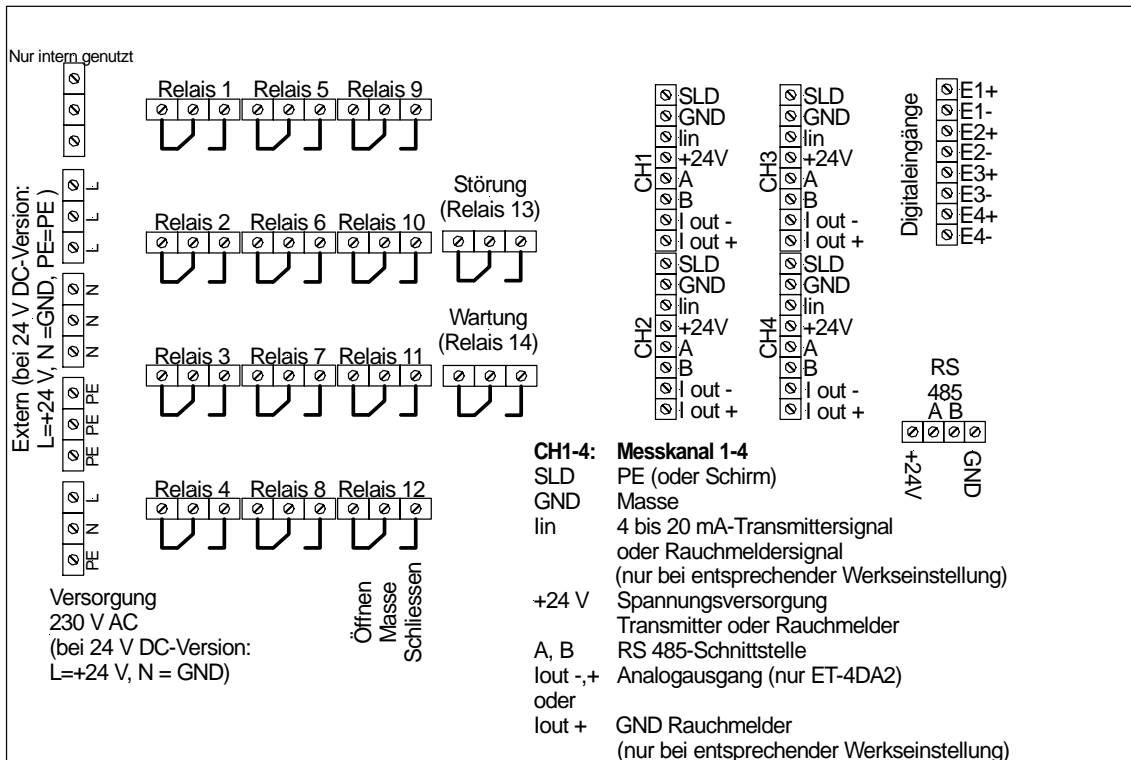 Nur intern genutzt
Extern (bei 24 V DC-Version:
L=+24 V, N =GND, PE=PE )
L
L
L
N
N
N
PE
PE
PE
L
N
PE
Versorgung
230 V AC
(bei 24 V DC-Version:
L=+24 V, N = GND)
Relais 1
Relais 5
Relais 9
Relais 2
Relais 6
Relais 10
Störung
(Relais 13)
Relais 3
Relais 7
Relais 11
Wartung
(Relais 14)
Relais 4
Relais 8
Relais 12
Öffnen
Masse
Schliessen
CH1
SLD
GND
Iin
+24V
A
B
I out -
I out +
CH2
SLD
GND
Iin
+24V
A
B
I out -
I out +
CH3
SLD
GND
Iin
+24V
A
B
I out -
I out +
CH4
SLD
GND
Iin
+24V
A
B
I out -
I out +
Digitaleingänge
E1+
E1-
E2+
E2-
E3+
E3-
E4+
E4-
RS
485
A B
+24V
GND
CH1-4: Messkanal 1-4
SLD PE (oder Schirm)
GND Masse
Iin 4 bis 20 mA-Transmittersignal
oder Rauchmeldersignal
(nur bei entsprechender Werkseinstellung)
+24 V Spannungsversorgung
Transmitter oder Rauchmelder
A, B RS 485-Schnittstelle
Iout -,+ Analogausgang (nur ET-4DA2)
oder
Iout + GND Rauchmelder
(nur bei entsprechender Werkseinstellung)